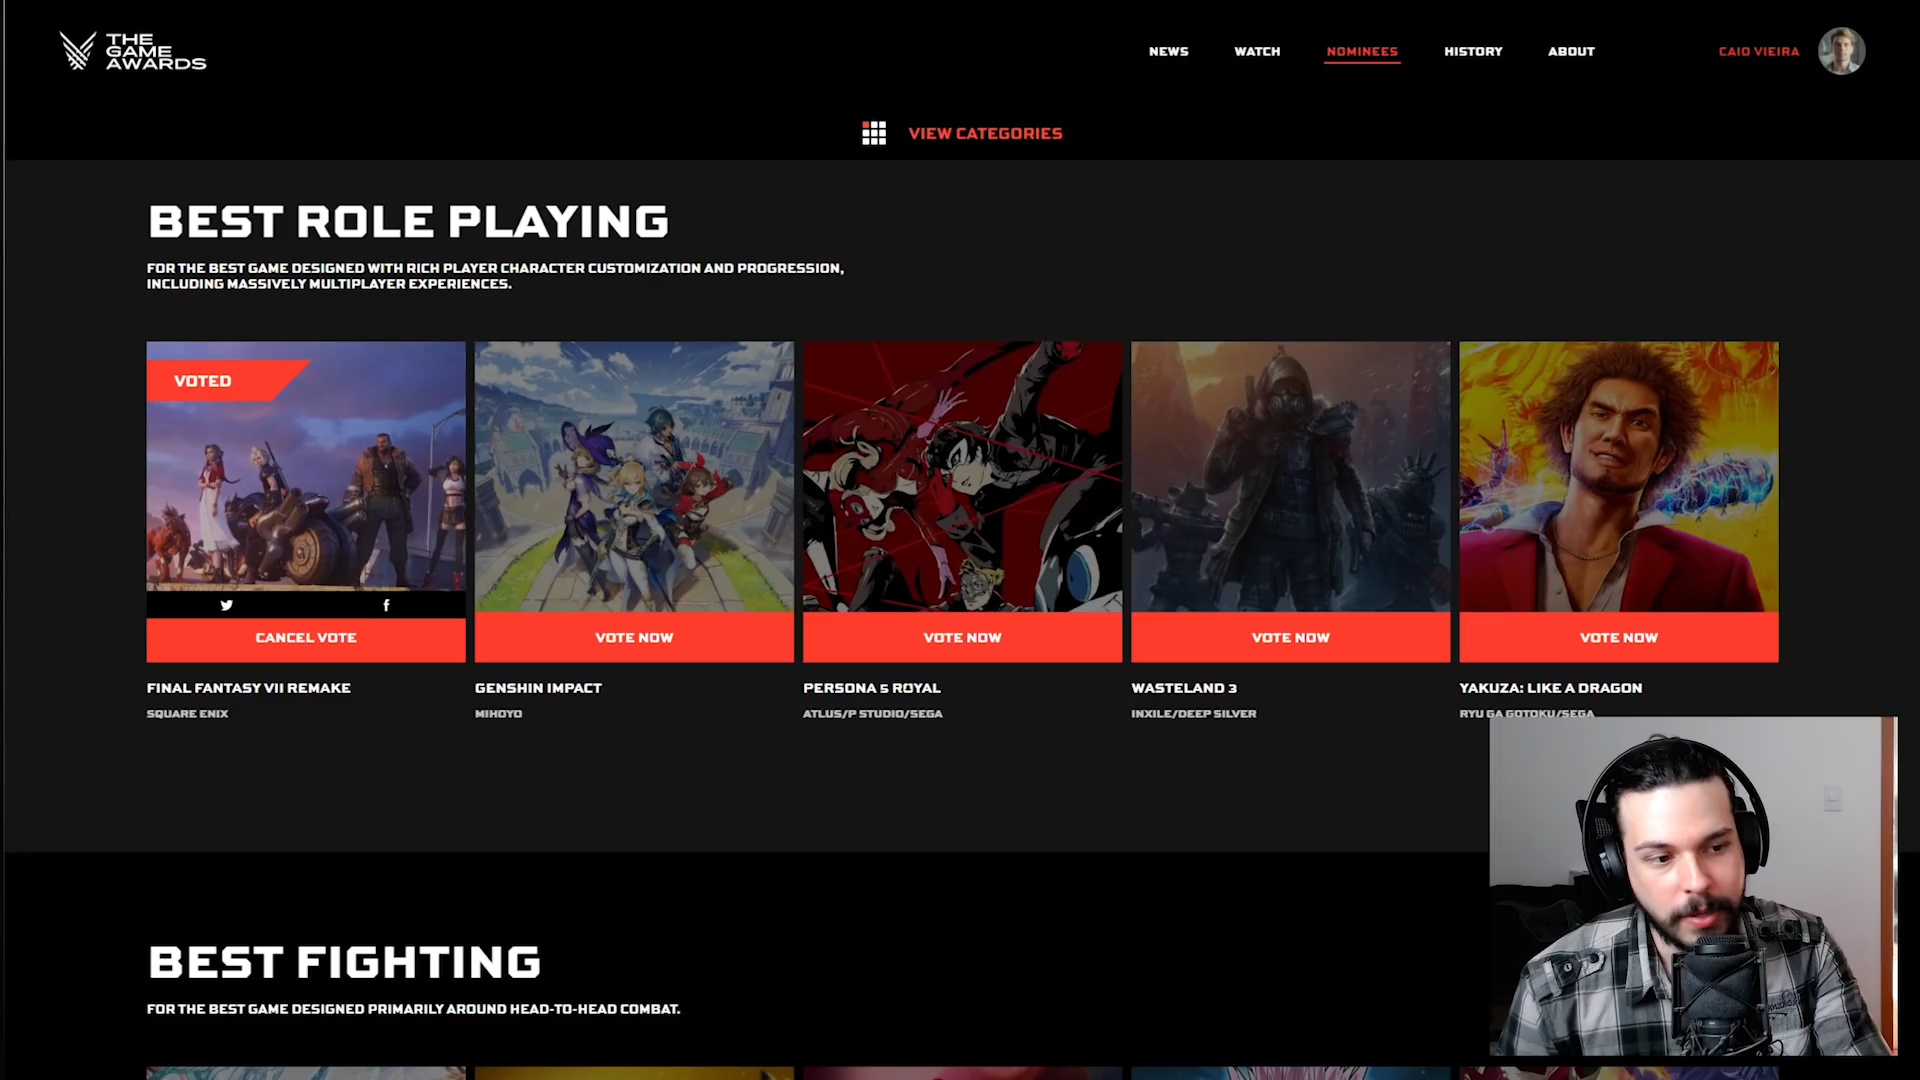 THE
GAME
AWARDS
NEWS
WATCH
NOMINEES
HISTORY
ABOUT
CAIO VIEIRA
VIEW CATEGORIES
BEST ROLE PLAYING
FOR THE BEST GAME DESIGNED WITH RICH PLAYER CHARACTER CUSTOMIZATION AND PROGRESSION,
INCLUDING MASSIVELY MULTIPLAYER EXPERIENCES.
VOTED
CANCEL VOTE
VOTE NOW
VOTE NOW
VOTE NOW
VOTE NOW
FINAL FANTASY VII REMAKE
GENSHIN IMPACT
PERSONA 5 ROYAL
WASTELAND 3
YAKUZA: LIKE A DRAGON
SQUARE ENIX
MIHOYO
ATLUS/P STUDIO/SEGA
INXILE/DEEP SILVER
RYU GA GOTOKU/SEGA
BEST FIGHTING
FOR THE BEST GAME DESIGNED PRIMARILY AROUND HEAD-TO-HEAD COMBAT.